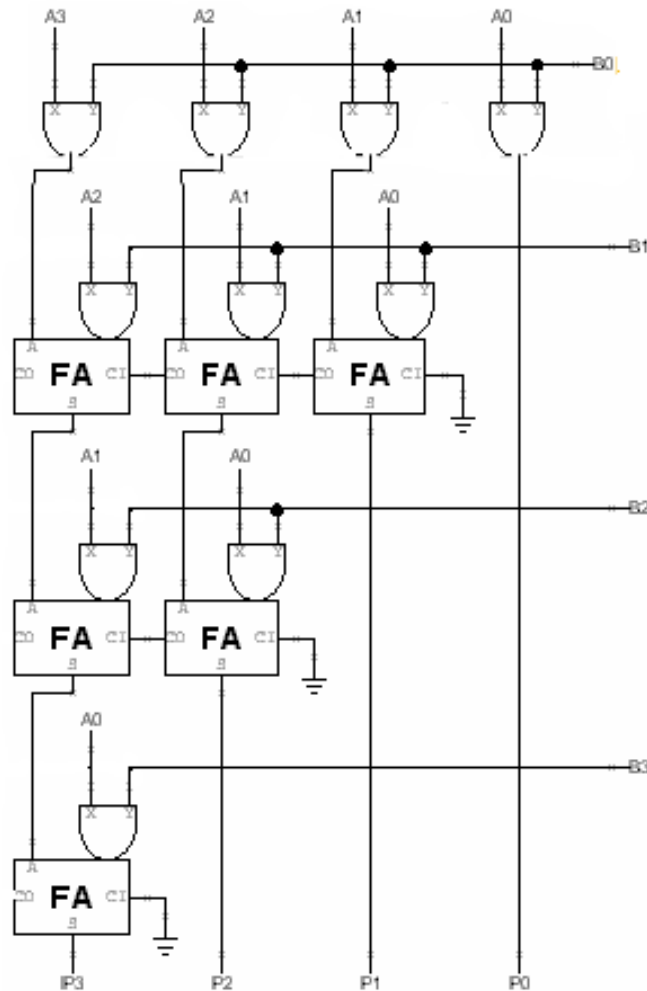 A3 A2 A1 A0
B0
X Y X Y X Y X Y
A2 A1 A0
B1
X Y X Y X Y
A A A
CO FA CI CO FA CI CO FA CI
S S S
A1 A0
B2
X Y X Y
A A
CO FA CI CO FA CI
S S
A0
B3
X Y
A
CO FA CI
S
P3 P2 P1 P0